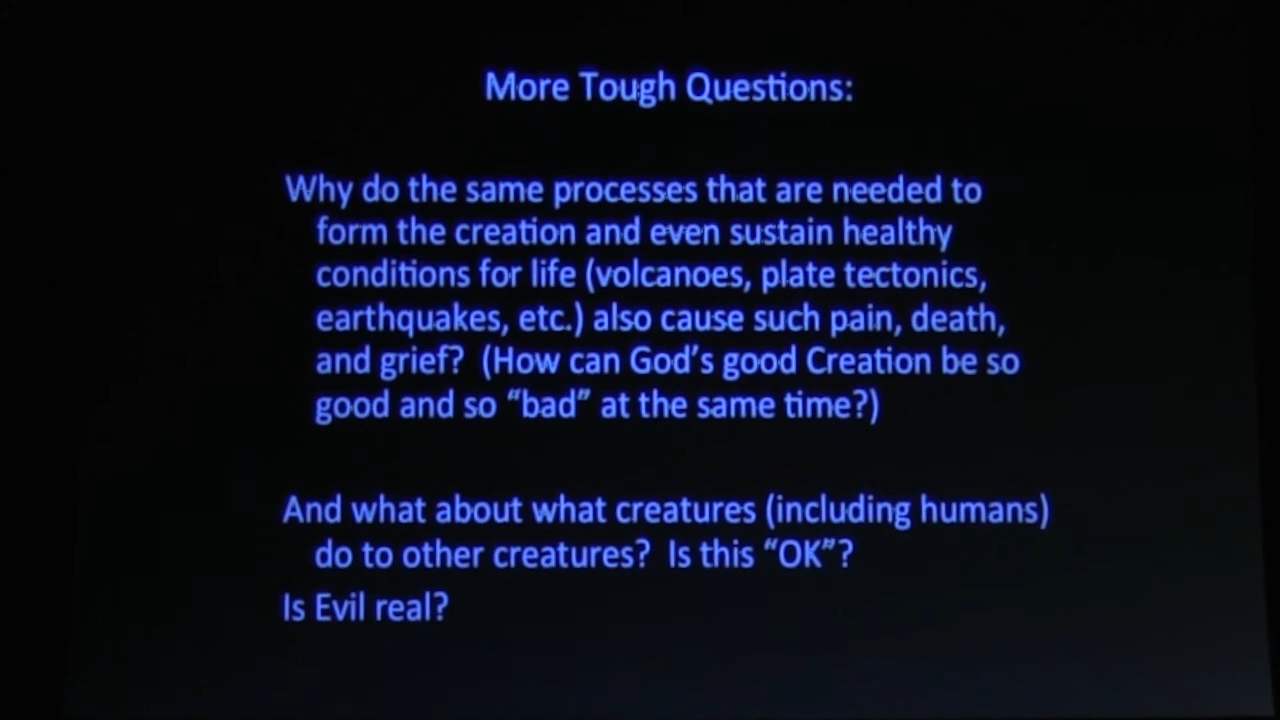 More Tough Questions:
Why do the same processes that are needed to
form the creation and even sustain healthy
conditions for life (volcanoes, plate tectonics,
earthquakes, etc.) also cause such pain, death,
and grief?  (How can God’s good Creation be so
good and so “bad” at the same time?)
And what about what creatures (including humans)
do to other creatures?  Is this “OK”?
Is Evil real?